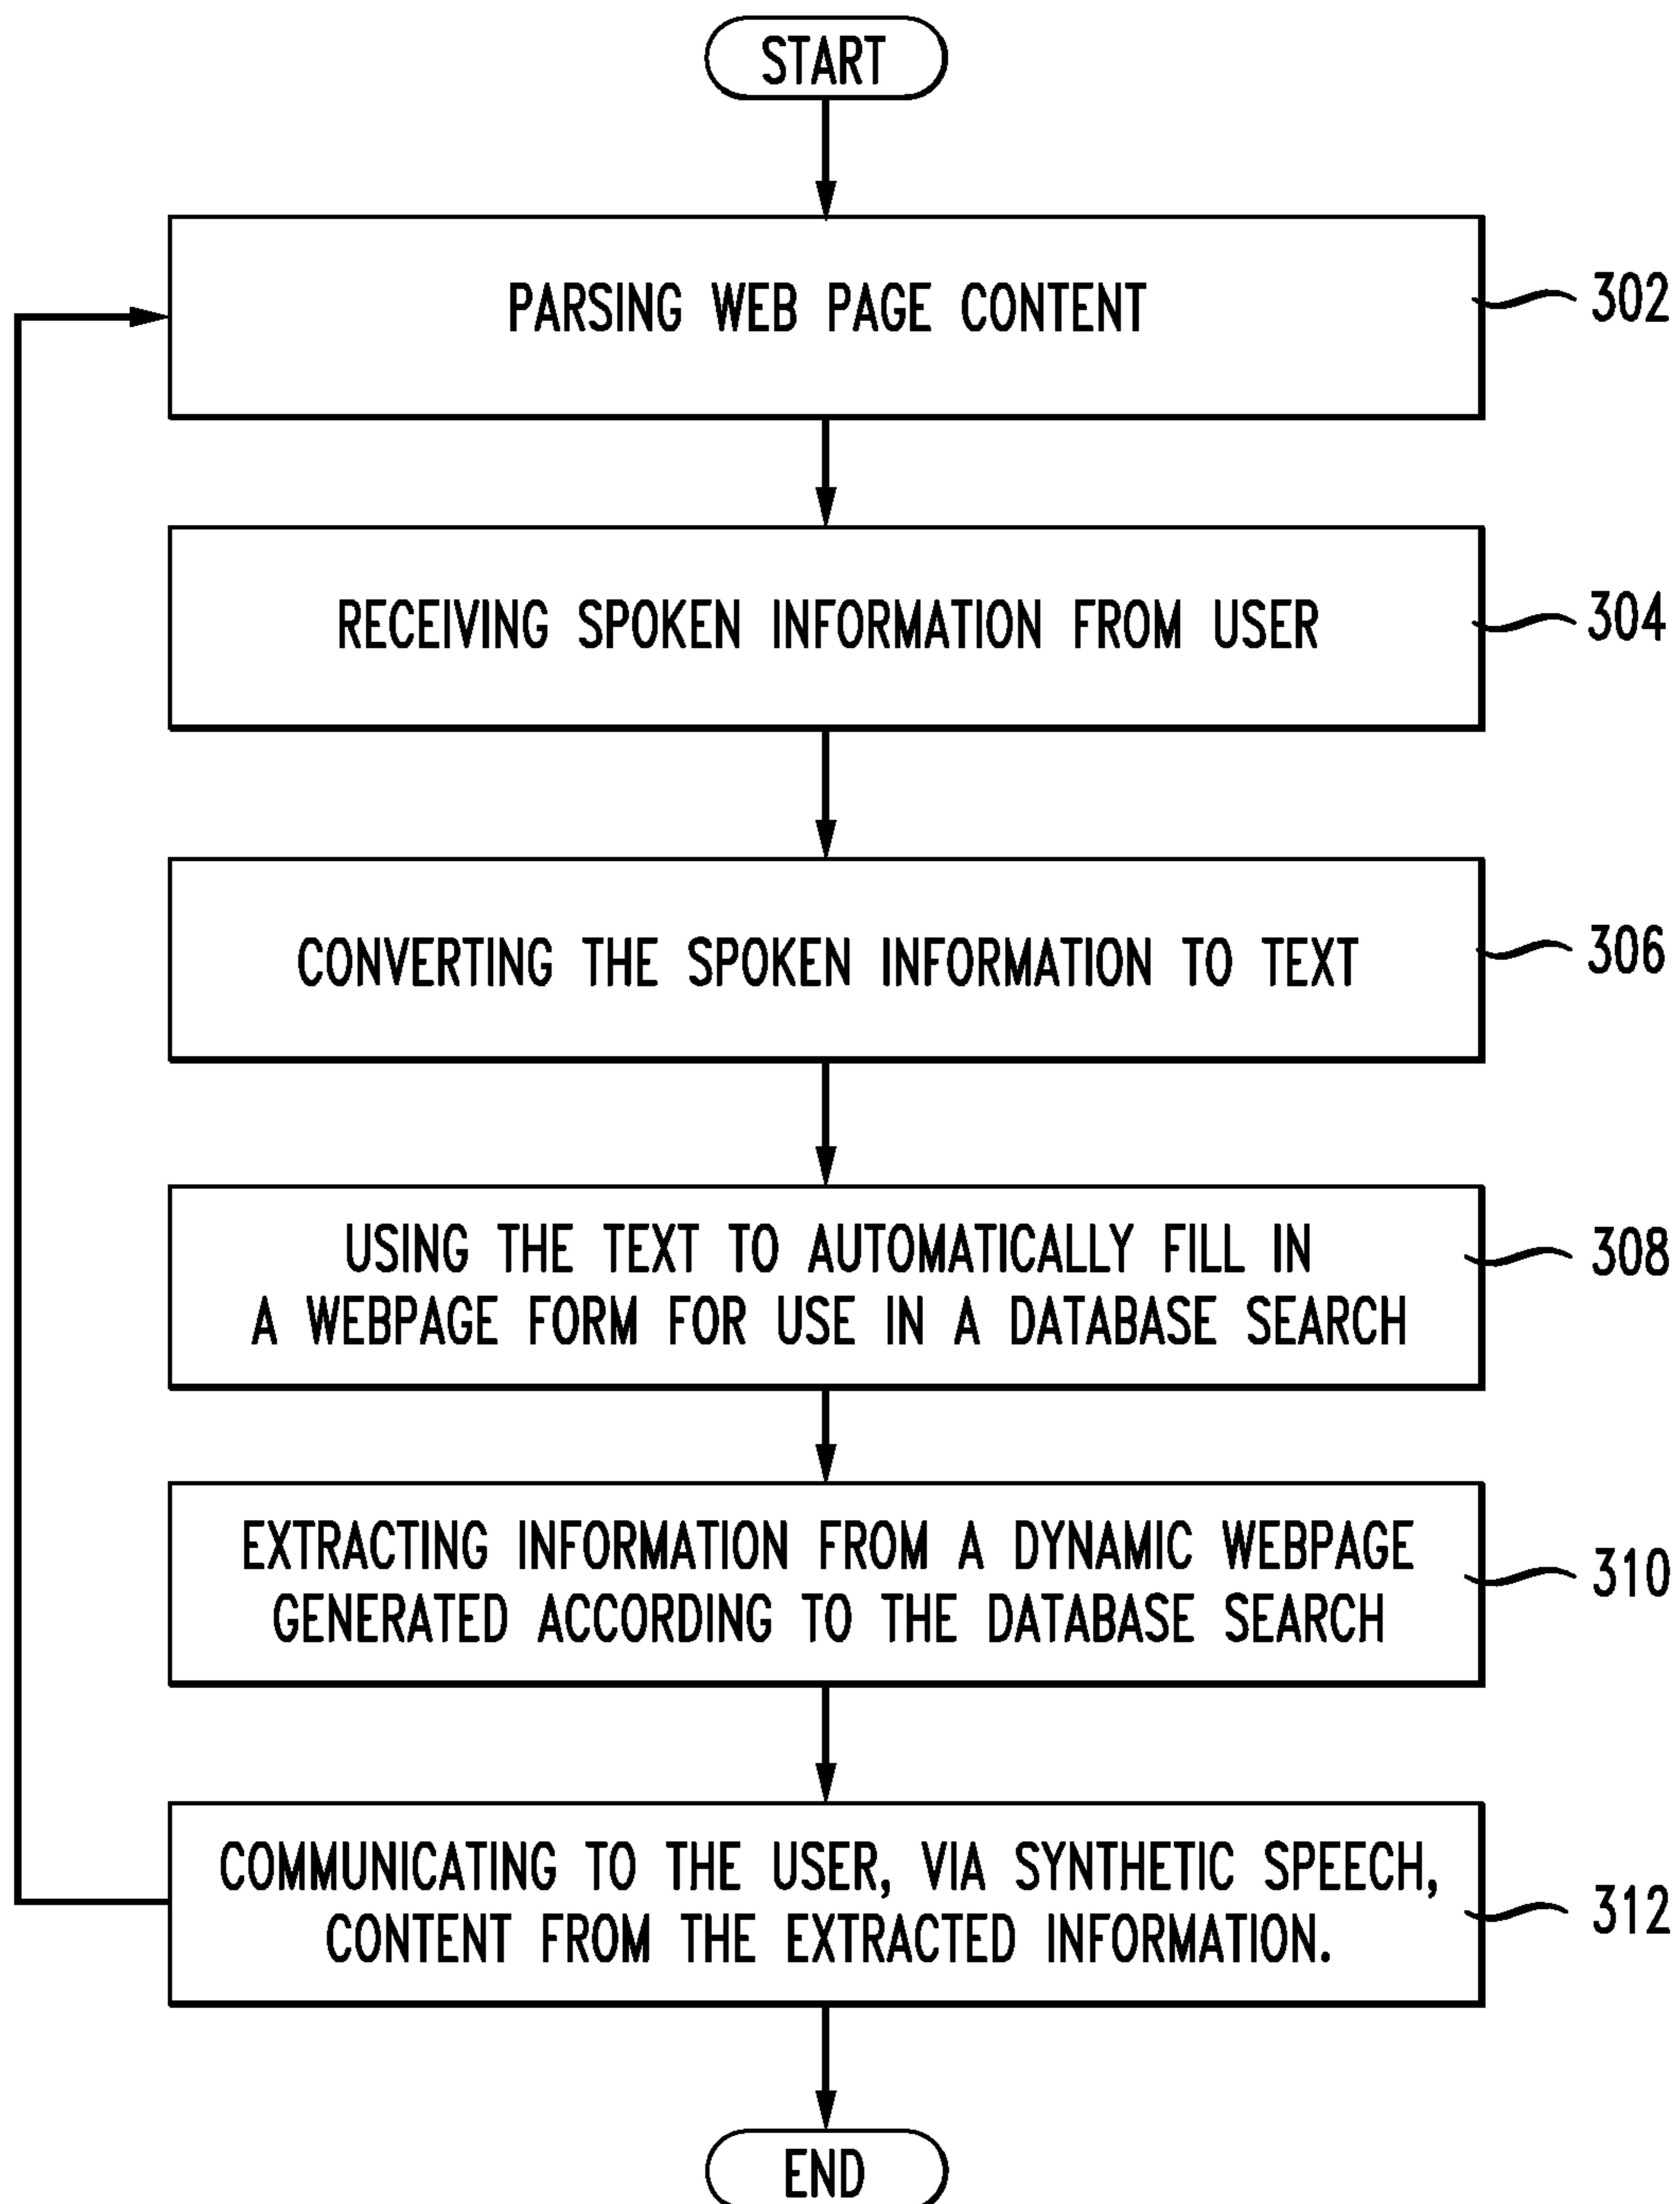 START
PARSING WEB PAGE CONTENT
302
RECEIVING SPOKEN INFORMATION FROM USER
304
CONVERTING THE SPOKEN INFORMATION TO TEXT
306
USING THE TEXT TO AUTOMATICALLY FILL IN
A WEBPAGE FORM FOR USE IN A DATABASE SEARCH
308
EXTRACTING INFORMATION FROM A DYNAMIC WEBPAGE
GENERATED ACCORDING TO THE DATABASE SEARCH
310
COMMUNICATING TO THE USER, VIA SYNTHETIC SPEECH,
CONTENT FROM THE EXTRACTED INFORMATION.
312
END